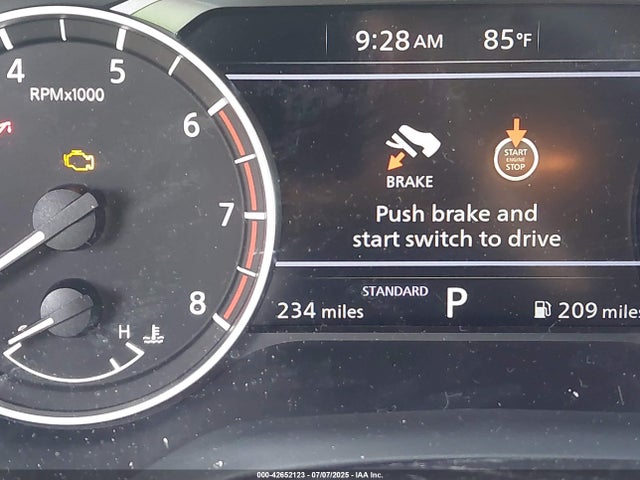 9:28 AM 85°F
4 5 6 7 8
RPMx1000
BRAKE
START
ENGINE
STOP
Push brake and
start switch to drive
STANDARD
234 miles P 209 miles
H
000-42652123 - 07/07/2025 - IAA Inc.